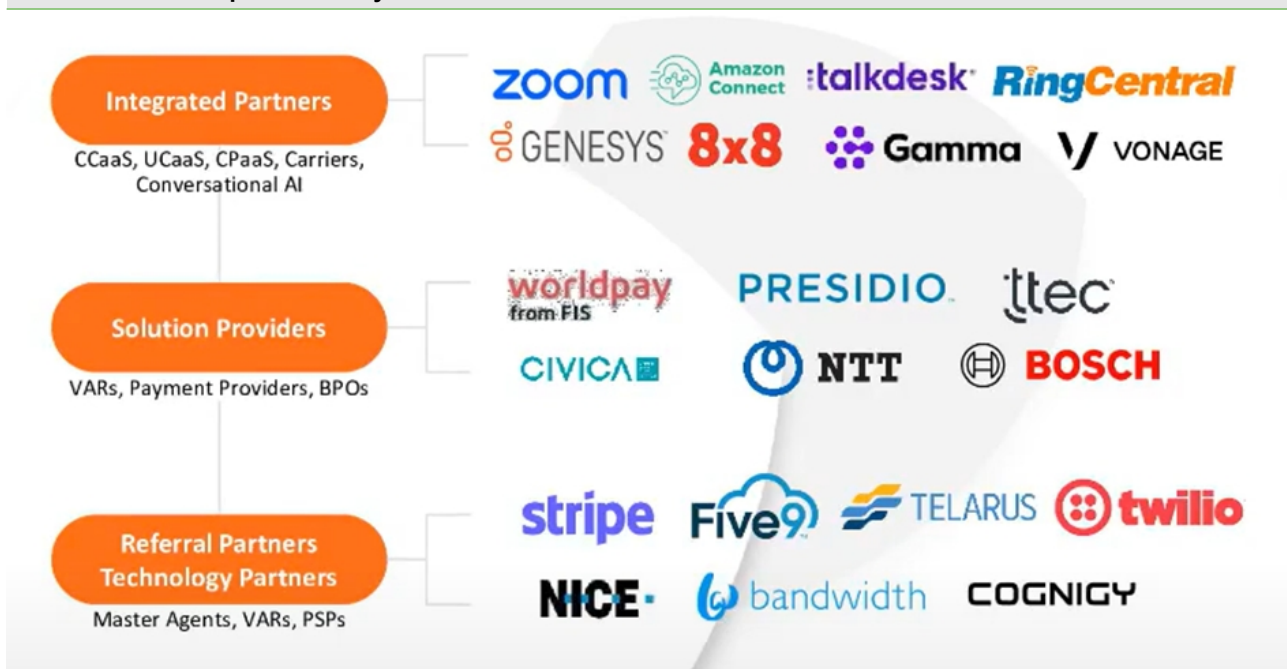 Integrated Partners
CCaaS, UCaaS, CPaaS, Carriers,
Conversational AI
zoom
Amazon
Connect
talkdesk
RingCentral
GENESYS
8x8
Gamma
VONAGE
Solution Providers
VARs, Payment Providers, BPOs
worldpay
from FIS
PRESIDIO
ttec
CIVICA
NTT
BOSCH
Referral Partners
Technology Partners
Master Agents, VARs, PSPs
stripe
Five9
TELARUS
twilio
NICE
bandwidth
COGNIGY